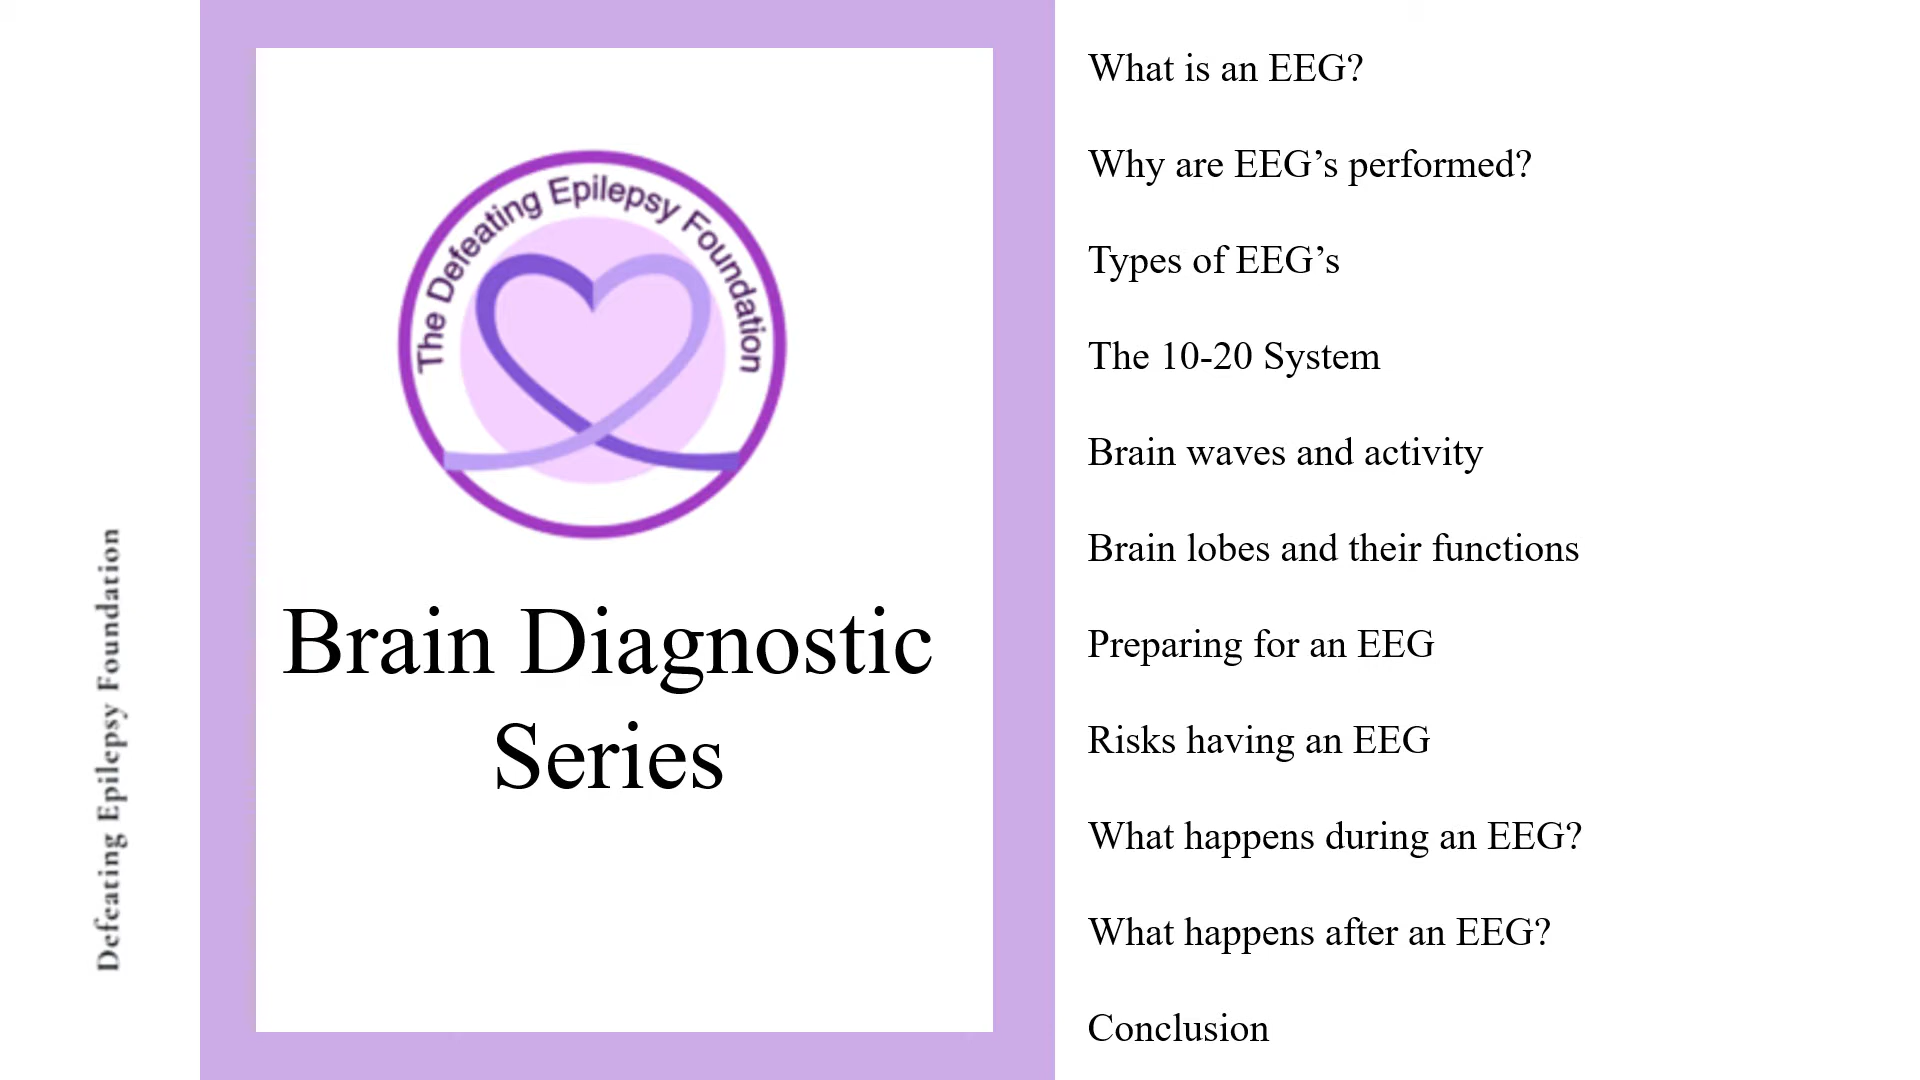 Defeating Epilepsy Foundation
The Defeating Epilepsy Foundation
Brain Diagnostic
Series
What is an EEG?
Why are EEG’s performed?
Types of EEG’s
The 10-20 System
Brain waves and activity
Brain lobes and their functions
Preparing for an EEG
Risks having an EEG
What happens during an EEG?
What happens after an EEG?
Conclusion